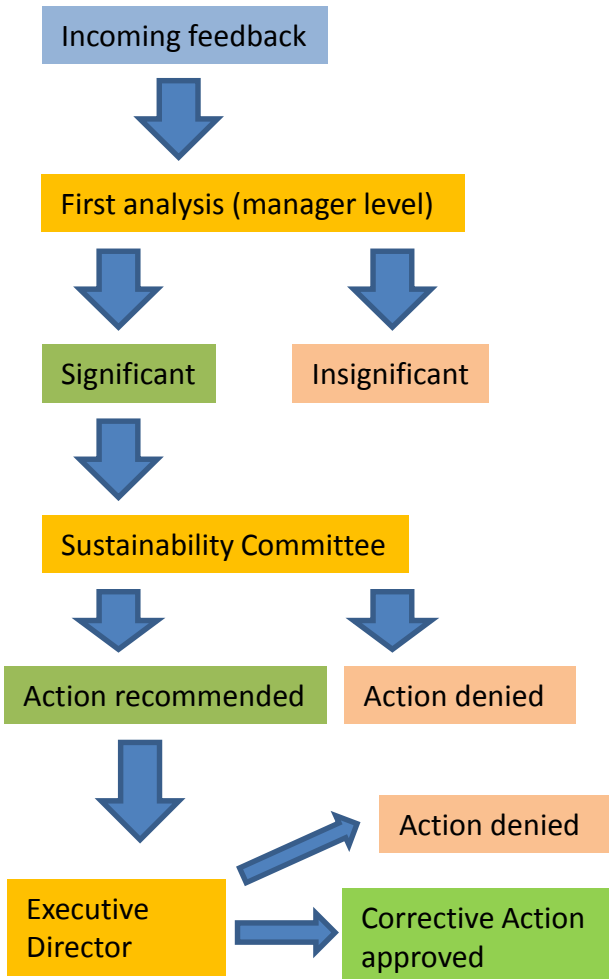 Incoming feedback
First analysis (manager level)
Significant
Insignificant
Sustainability Committee
Action recommended
Action denied
Action denied
Executive
Director
Corrective Action
approved